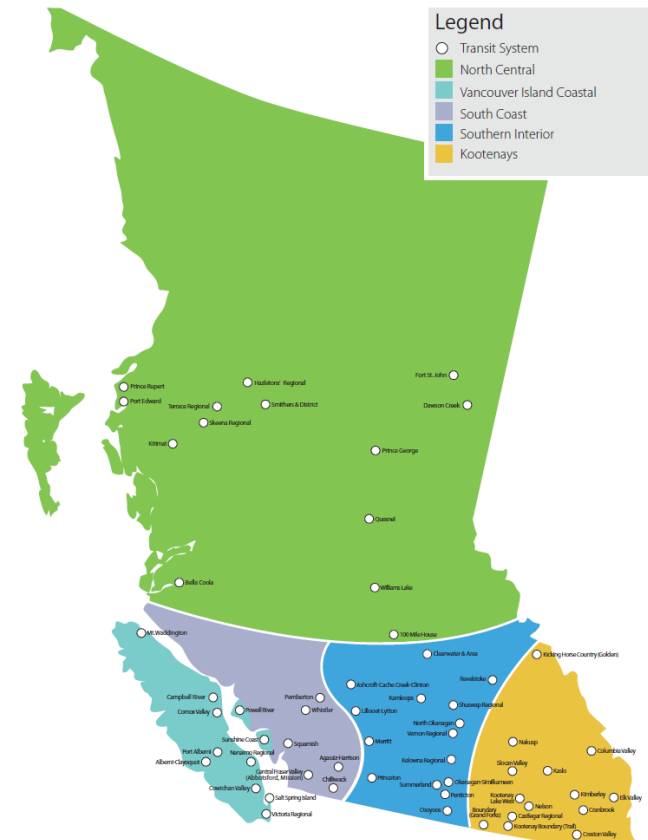 Legend
Transit System
North Central
Vancouver Island Coastal
South Coast
Southern Interior
Kootenays
Prince Rupert
Port Edward
Hazletons' Regional
Terrace Regional
Smithers & District
Skeena Regional
Kitimat
Fort St. John
Dawson Creek
Prince George
Quesnel
Bella Coola
Williams Lake
100 Mile House
Mt. Waddington
Clearwater & Area
Kicking Horse Country (Golden)
Revelstoke
Ashcroft-Cache Creek-Clinton
Campbell River
Pemberton
Kamloops
Shuswap Regional
Comox Valley
Powell River
Whistler
Lillooet-Lytton
North Okanagan
Vernon Regional
Sunshine Coast
Squamish
Merritt
Nakusp
Port Alberni
Nanaimo Regional
Columbia Valley
Alberni-Clayoquot
Agassiz-Harrison
Kelowna Regional
Slocan Valley
Central Fraser Valley
(Abbotsford, Mission)
Chilliwack
Princeton
Kaslo
Cowichan Valley
Summerland
Okanagan-Similkameen
Penticton
Kootenay
Lake West
Kimberley
Elk Valley
Salt Spring Island
Nelson
Cranbrook
Victoria Regional
Osoyoos
Boundary
(Grand Forks)
Castlegar Regional
Kootenay Boundary (Trail)
Creston Valley